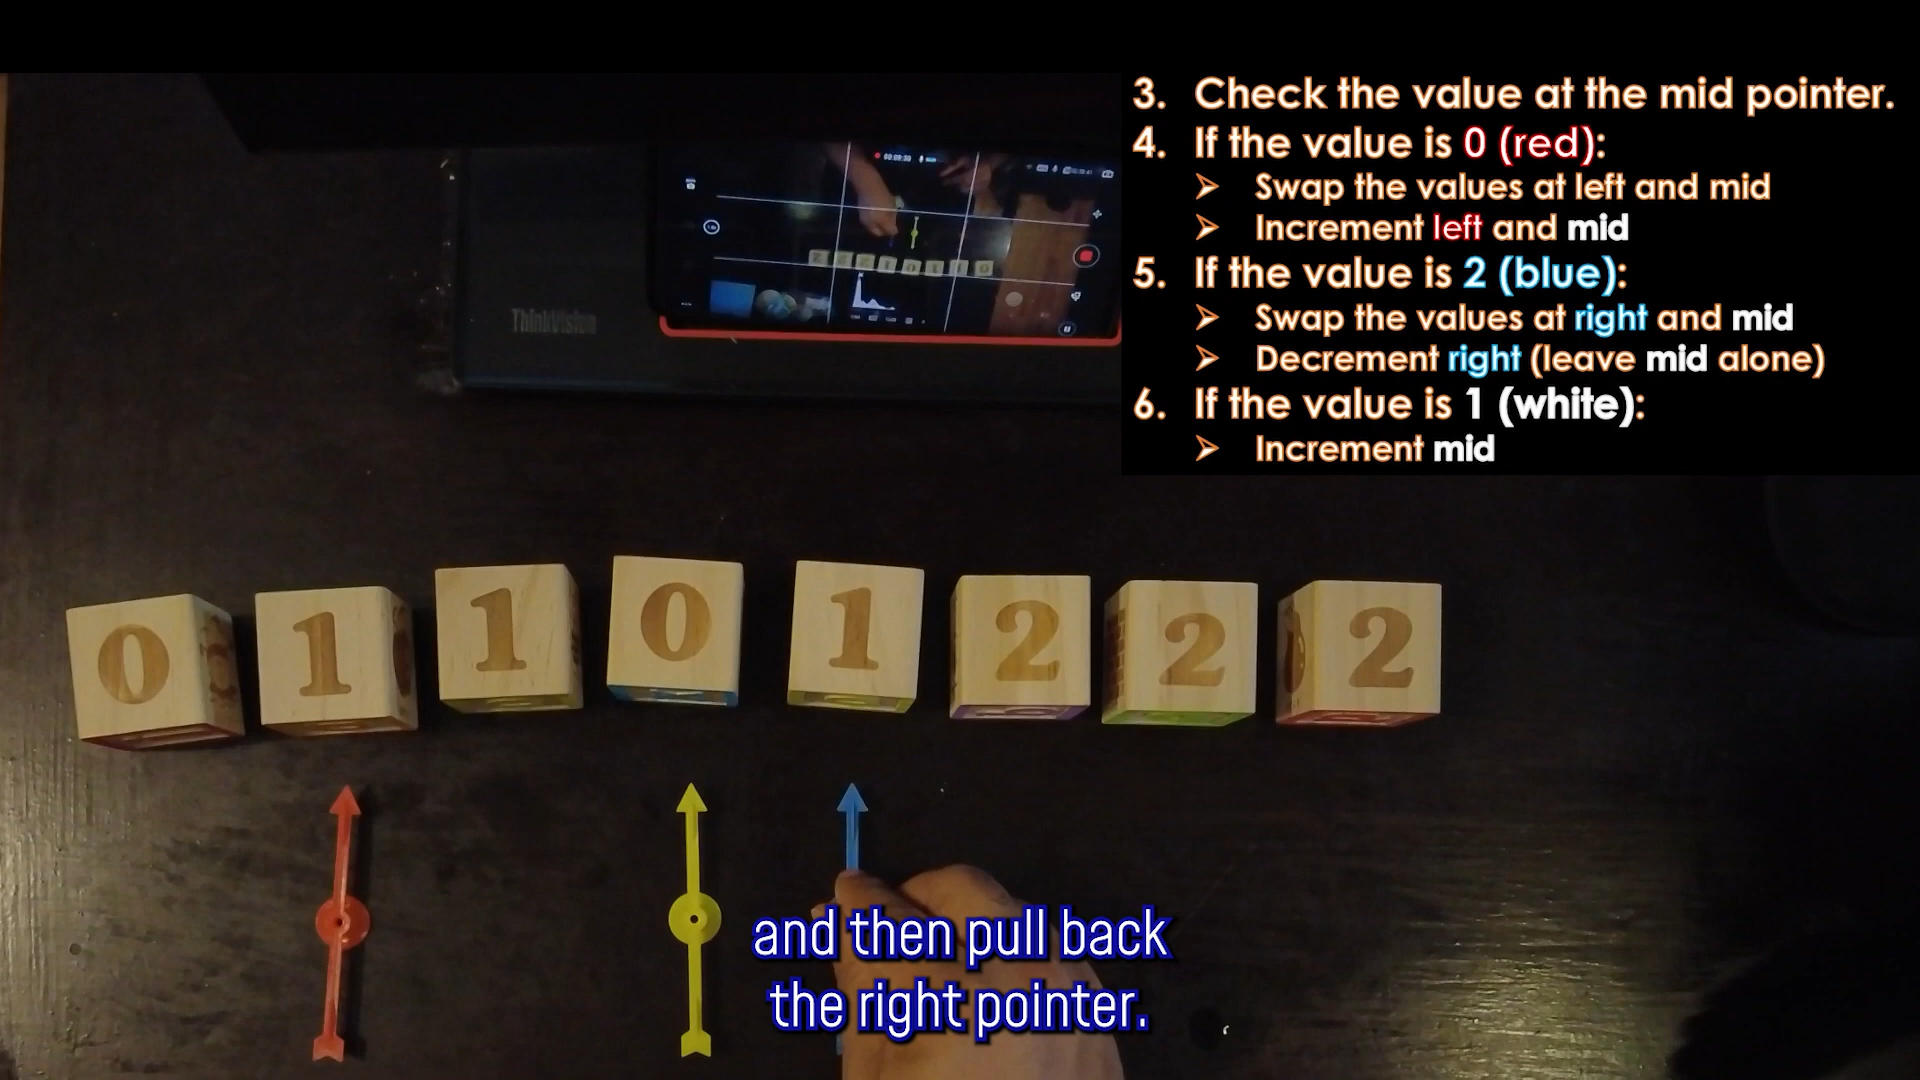 3. Check the value at the mid pointer.
4. If the value is 0 (red):
➢ Swap the values at left and mid
➢ Increment left and mid
5. If the value is 2 (blue):
➢ Swap the values at right and mid
➢ Decrement right (leave mid alone)
6. If the value is 1 (white):
➢ Increment mid
ThinkVision
0 1 1 0 1 2 2 2
and then pull back
the right pointer.